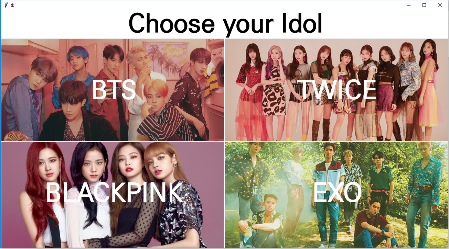 Choose your Idol
BTS
TWICE
BLACKPINK
EXO